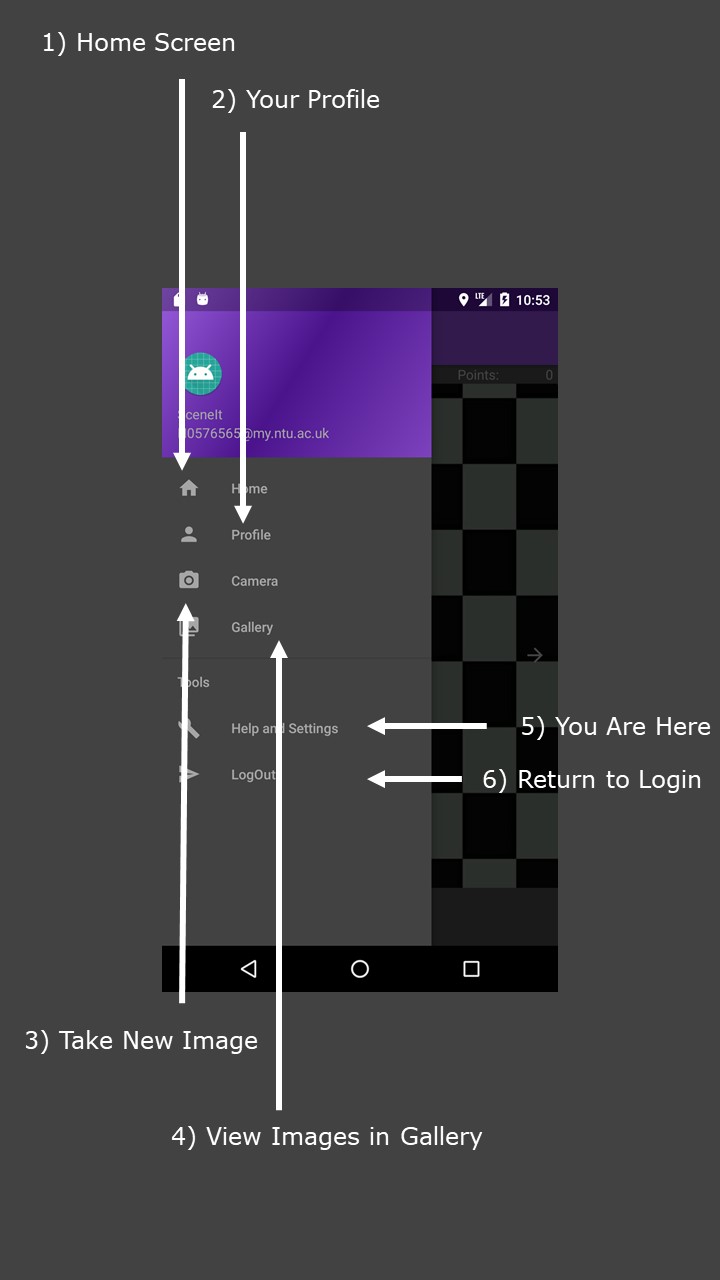 1) Home Screen
2) Your Profile
LTE 10:53
Points: 0
SceneIt
@my.ntu.ac.uk
Home
Profile
Camera
Gallery
Tools
Help and Settings
5) You Are Here
LogOut
6) Return to Login
3) Take New Image
4) View Images in Gallery